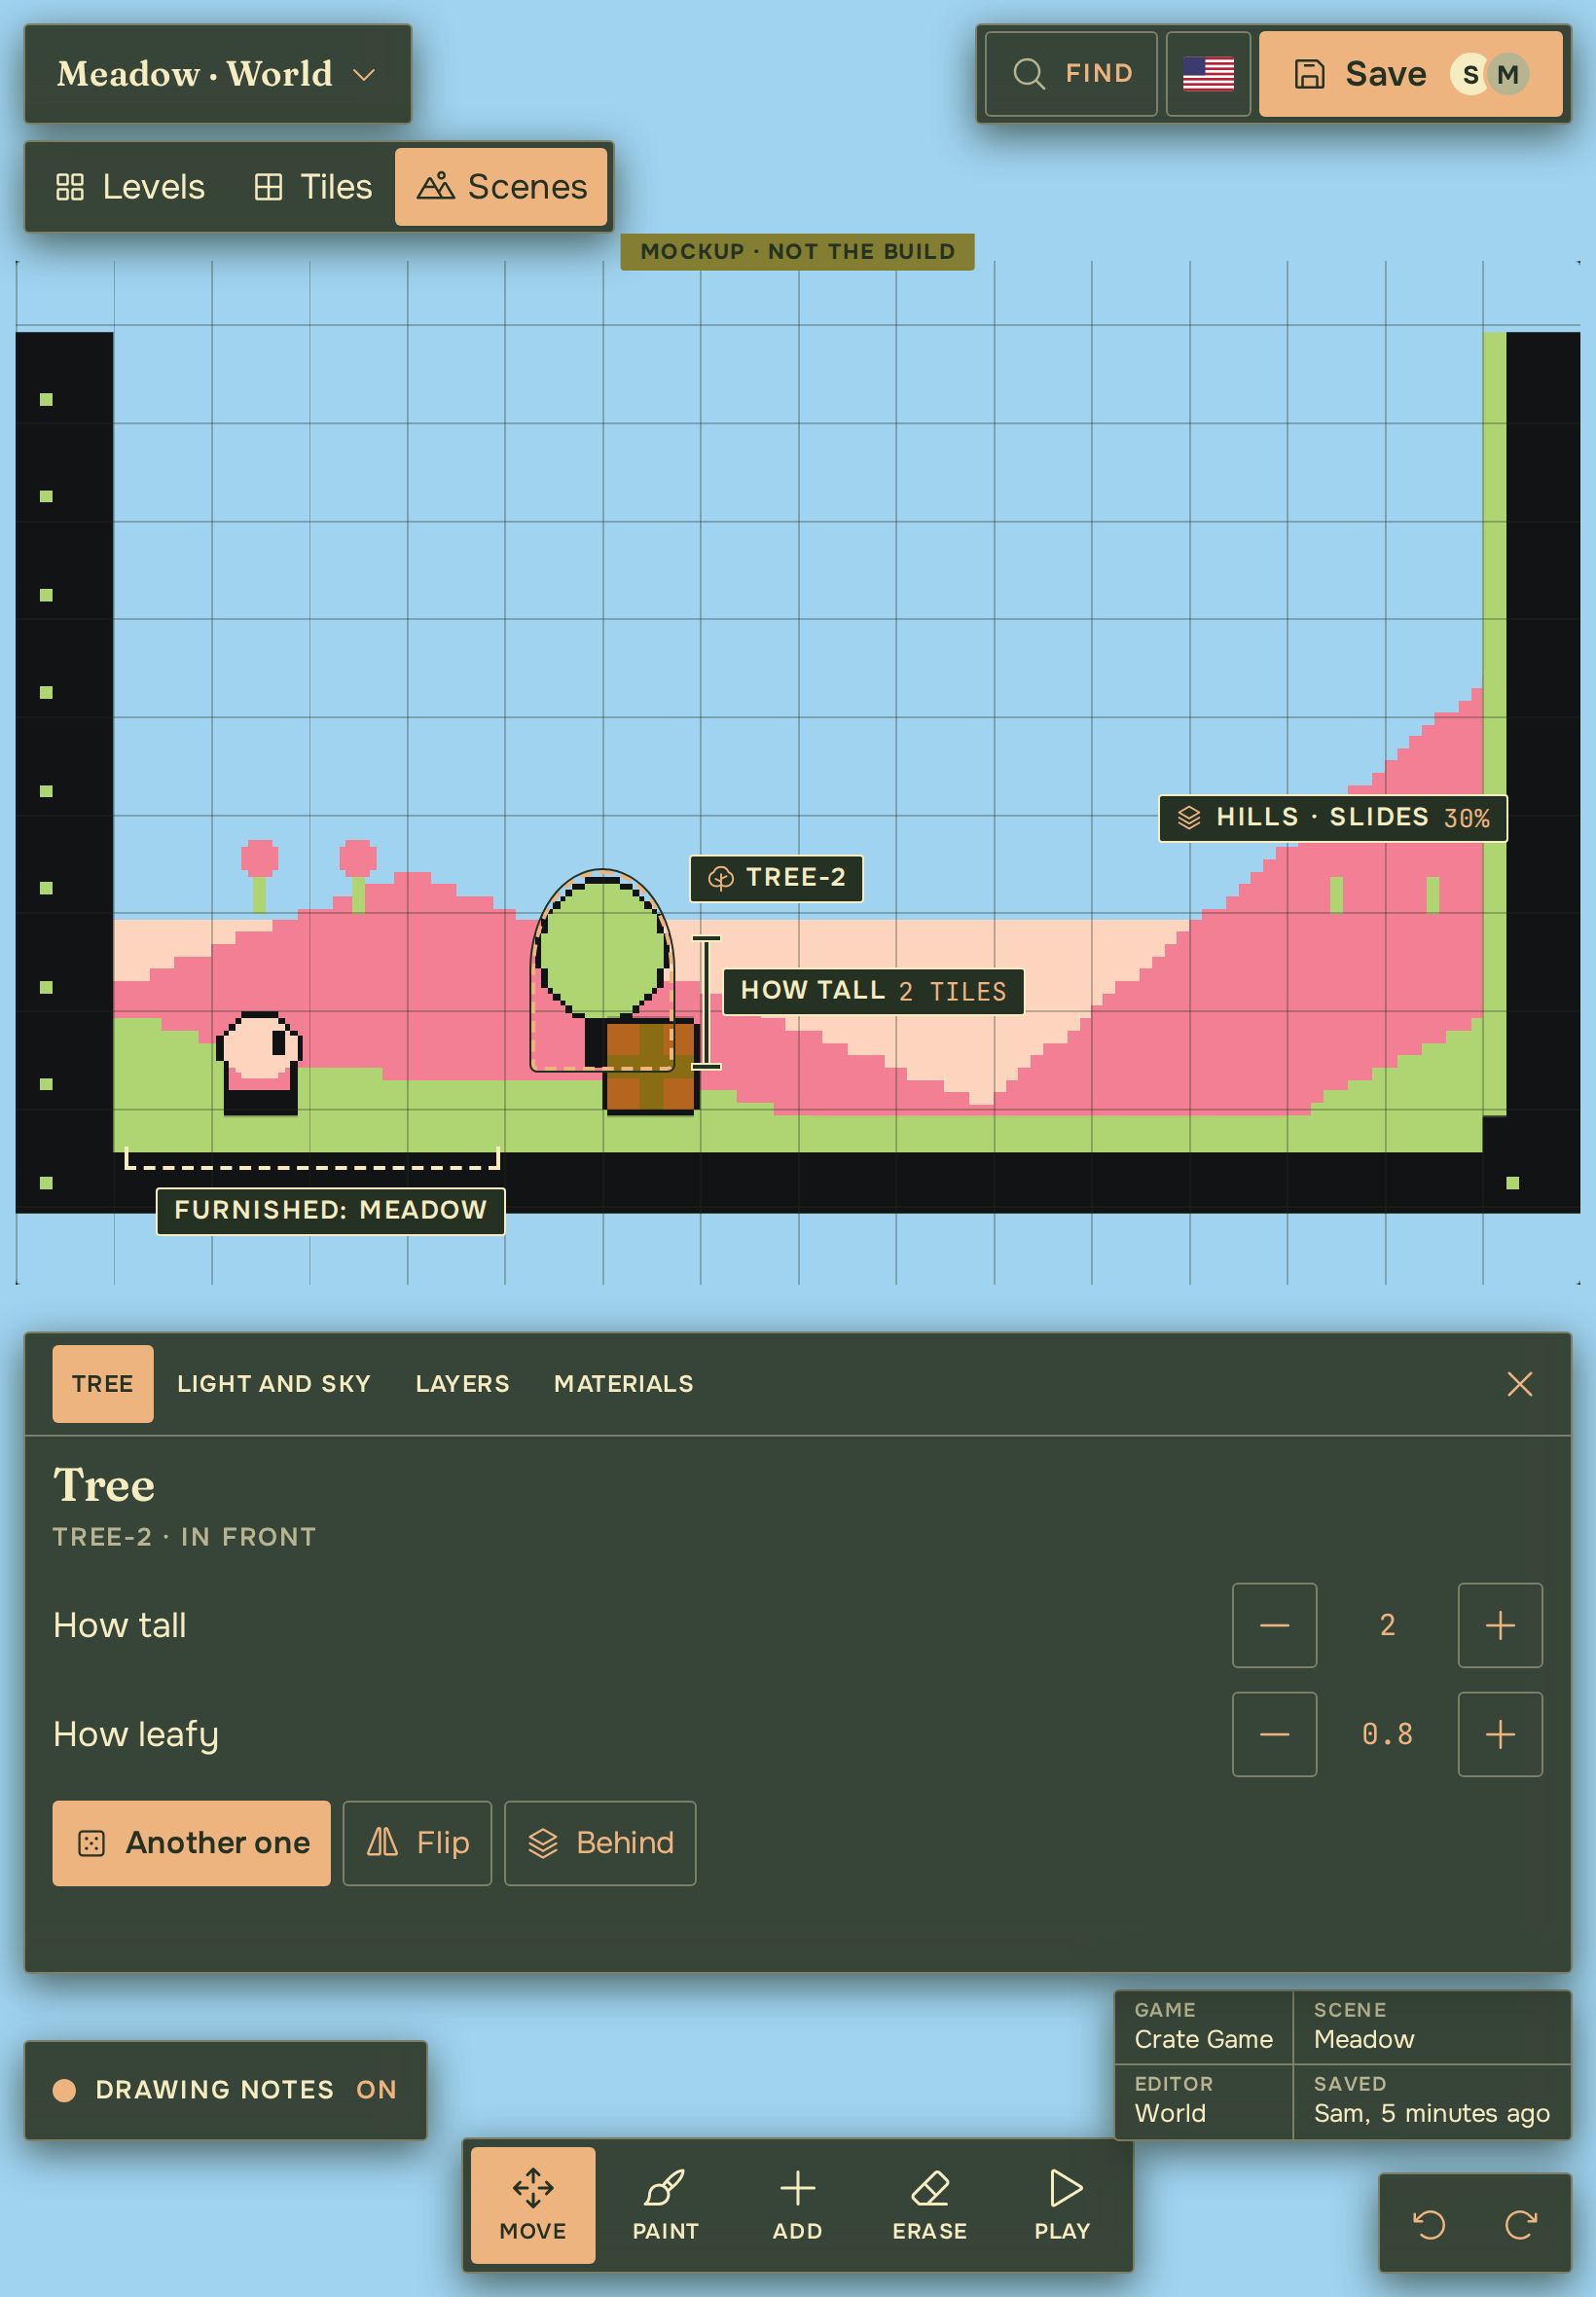 Meadow · World
FIND
Save
S
M
Levels
Tiles
Scenes
MOCKUP · NOT THE BUILD
HILLS · SLIDES 30%
TREE-2
HOW TALL 2 TILES
FURNISHED: MEADOW
TREE
LIGHT AND SKY
LAYERS
MATERIALS
Tree
TREE-2 · IN FRONT
How tall
2
How leafy
0.8
Another one
Flip
Behind
GAME
Crate Game
SCENE
Meadow
EDITOR
World
SAVED
Sam, 5 minutes ago
DRAWING NOTES ON
MOVE
PAINT
ADD
ERASE
PLAY